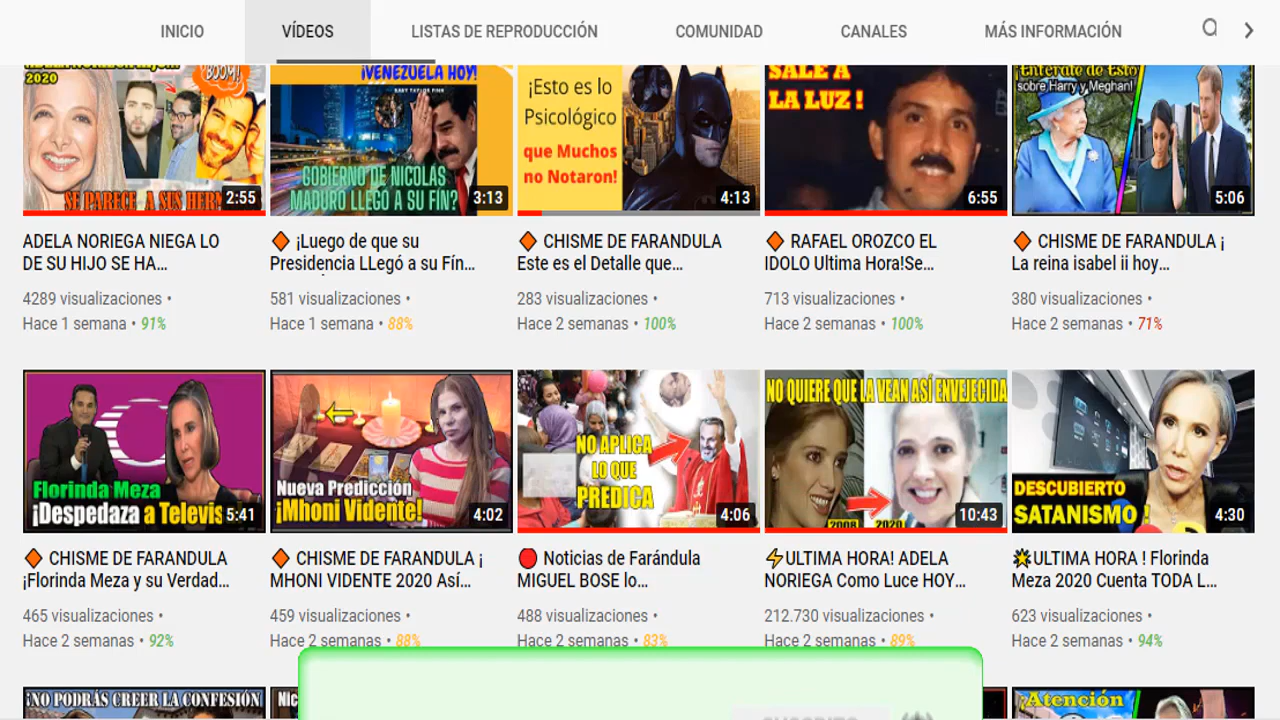 INICIO
VÍDEOS
LISTAS DE REPRODUCCIÓN
COMUNIDAD
CANALES
MÁS INFORMACIÓN
BOOM!
2020
SE PARECE A SUS HERM
2:55
¡VENEZUELA HOY!
GOBIERNO DE NICOLÁS
MADURO LLEGÓ A SU FÍN?
3:13
¡Esto es lo
Psicológico
que Muchos
no Notaron!
4:13
SALE A
LA LUZ !
6:55
¡Entérate de Esto
sobre Harry y Meghan!
5:06
ADELA NORIEGA NIEGA LO
DE SU HIJO SE HA...
4289 visualizaciones •
Hace 1 semana • 91%
🔶 ¡Luego de que su
Presidencia LLegó a su Fín...
581 visualizaciones •
Hace 1 semana • 88%
🔶 CHISME DE FARANDULA
Este es el Detalle que...
283 visualizaciones •
Hace 2 semanas • 100%
🔶 RAFAEL OROZCO EL
IDOLO Ultima Hora!Se...
713 visualizaciones •
Hace 2 semanas • 100%
🔶 CHISME DE FARANDULA ¡
La reina isabel ii hoy...
380 visualizaciones •
Hace 2 semanas • 71%
Florinda Meza
¡Despedaza a Televis
5:41
Nueva Predicción
¡Mhoni Vidente!
4:02
NO APLICA
LO QUE
PREDICA
4:06
NO QUIERE QUE LA VEAN ASÍ ENVEJECIDA
2008
2020
10:43
DESCUBIERTO
SATANISMO !
4:30
🔶 CHISME DE FARANDULA
¡Florinda Meza y su Verdad...
465 visualizaciones •
Hace 2 semanas • 92%
🔶 CHISME DE FARANDULA ¡
MHONI VIDENTE 2020 Así...
459 visualizaciones •
Hace 2 semanas • 88%
🔴 Noticias de Farándula
MIGUEL BOSE lo...
488 visualizaciones •
Hace 2 semanas • 83%
⚡ULTIMA HORA! ADELA
NORIEGA Como Luce HOY...
212.730 visualizaciones •
Hace 2 semanas • 89%
🌟ULTIMA HORA ! Florinda
Meza 2020 Cuenta TODA L...
623 visualizaciones •
Hace 2 semanas • 94%
¡NO PODRÁS CREER LA CONFESIÓN
¡Atención